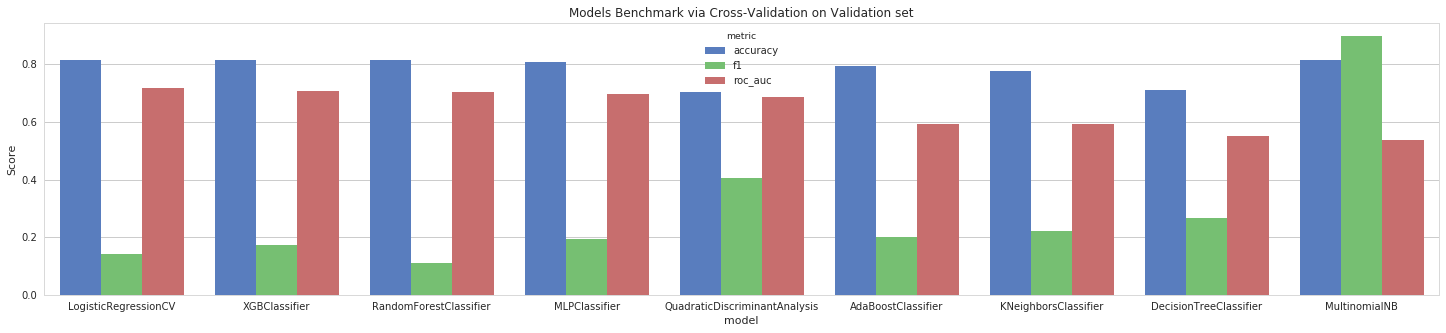 Models Benchmark via Cross-Validation on Validation set
metric
accuracy
f1
roc_auc
Score
0.8
0.6
0.4
0.2
0.0
LogisticRegressionCV XGBClassifier RandomForestClassifier MLPClassifier QuadraticDiscriminantAnalysis AdaBoostClassifier KNeighborsClassifier DecisionTreeClassifier MultinomialNB
model